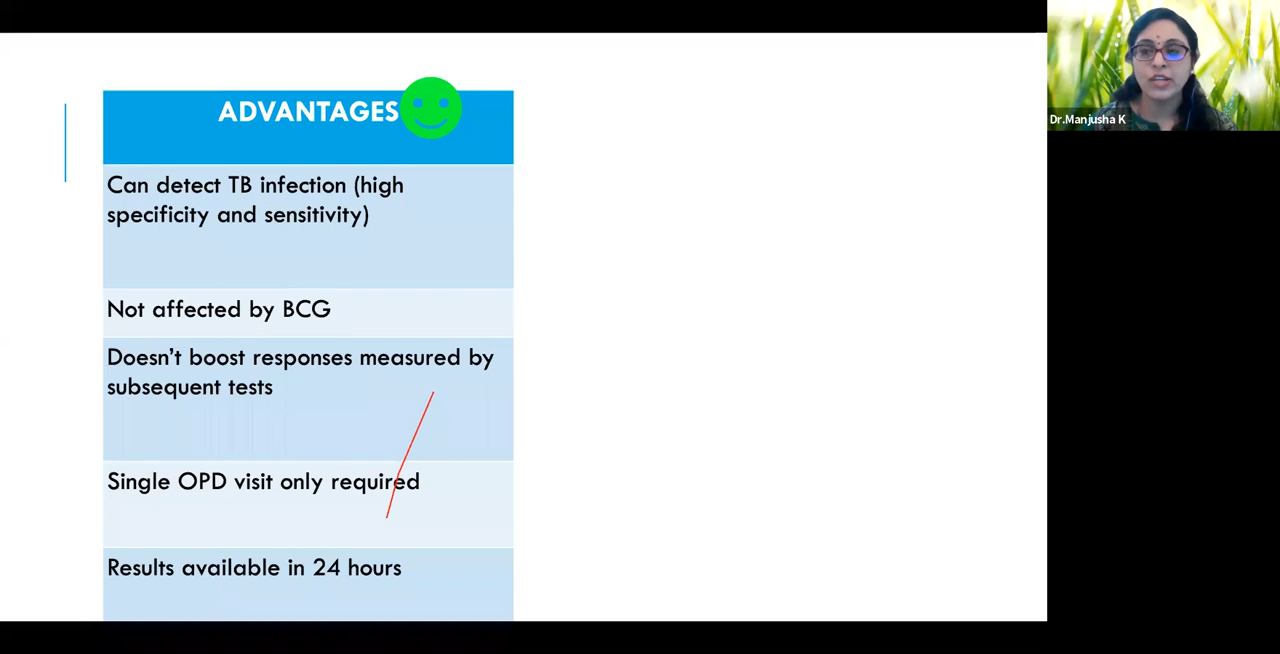 ADVANTAGES
Can detect TB infection (high
specificity and sensitivity)
Not affected by BCG
Doesn't boost responses measured by
subsequent tests
Single OPD visit only required
Results available in 24 hours
Dr.Manjusha K